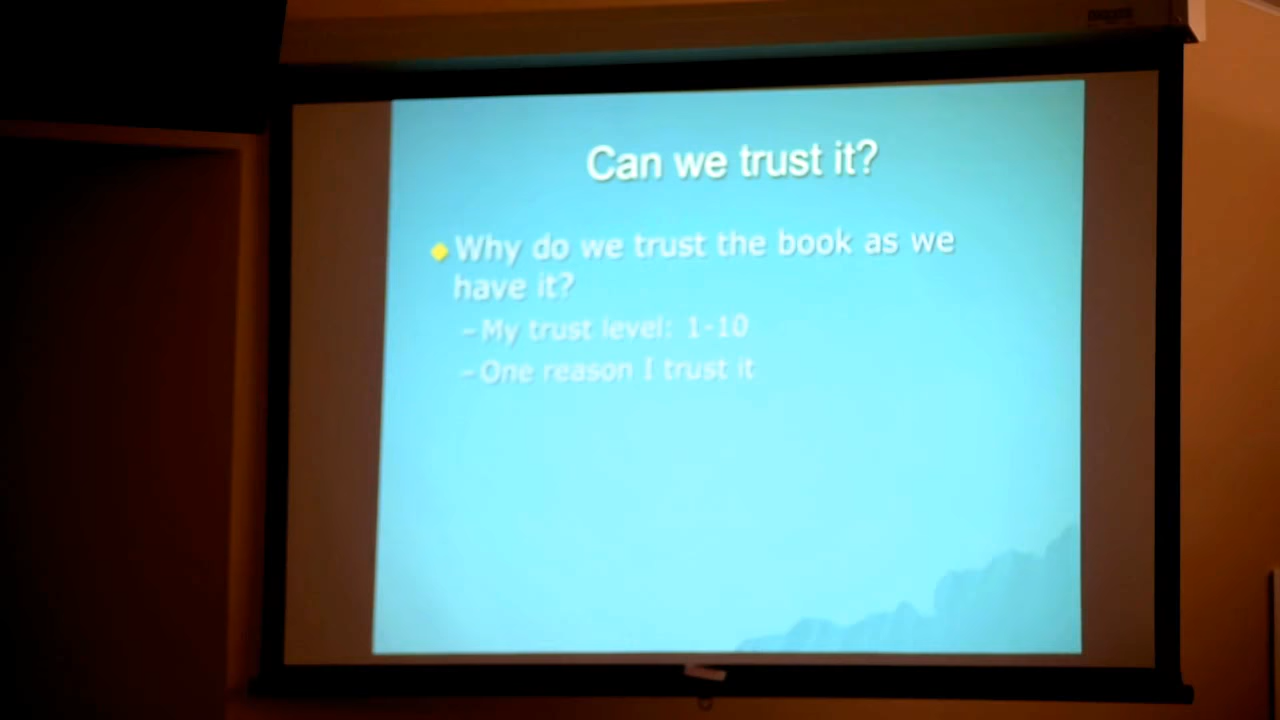 Can we trust it?
Why do we trust the book as we
have it?
– My trust level: 1-10
– One reason I trust it